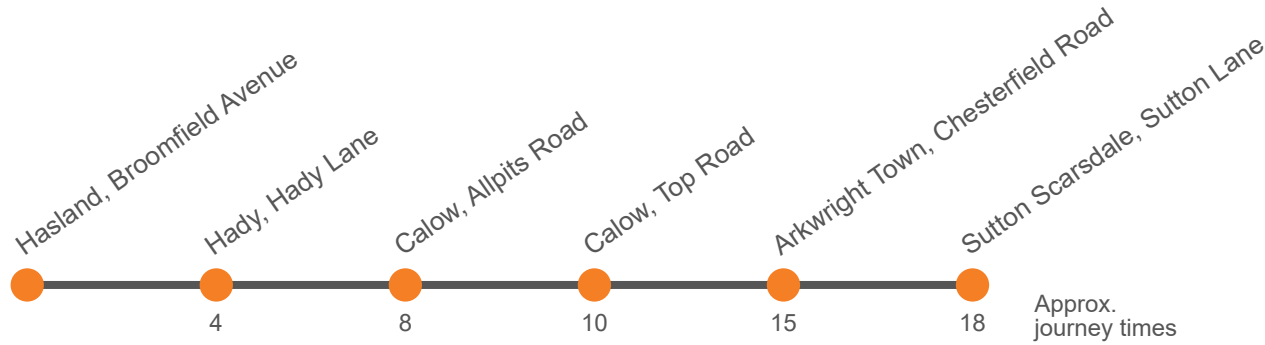 Hasland, Broomfield Avenue
Hady, Hady Lane
Calow, Allpits Road
Calow, Top Road
Arkwright Town, Chesterfield Road
Sutton Scarsdale, Sutton Lane
4
8
10
15
18
Approx.
journey times